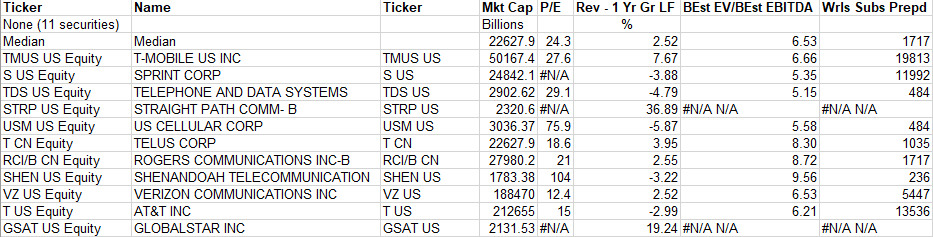 Ticker Name Ticker Mkt Cap P/E Rev - 1 Yr Gr LF BEst EV/BEst EBITDA Wrls Subs Prepd
None (11 securities) Billions %
Median Median 22627.9 24.3 2.52 6.53 1717
TMUS US Equity T-MOBILE US INC TMUS US 50167.4 27.6 7.67 6.66 19813
S US Equity SPRINT CORP S US 24842.1 #N/A -3.88 5.35 11992
TDS US Equity TELEPHONE AND DATA SYSTEMS TDS US 2902.62 29.1 -4.79 5.15 484
STRP US Equity STRAIGHT PATH COMM- B STRP US 2320.6 #N/A 36.89 #N/A N/A #N/A N/A
USM US Equity US CELLULAR CORP USM US 3036.37 75.9 -5.87 5.58 484
T CN Equity TELUS CORP T CN 22627.9 18.6 3.95 8.30 1035
RCI/B CN Equity ROGERS COMMUNICATIONS INC-B RCI/B CN 27980.2 21 2.55 8.72 1717
SHEN US Equity SHENANDOAH TELECOMMUNICATION SHEN US 1783.38 104 -3.22 9.56 236
VZ US Equity VERIZON COMMUNICATIONS INC VZ US 188470 12.4 2.52 6.53 5447
T US Equity AT&T INC T US 212655 15 -2.99 6.21 13536
GSAT US Equity GLOBALSTAR INC GSAT US 2131.53 #N/A 19.24 #N/A N/A #N/A N/A